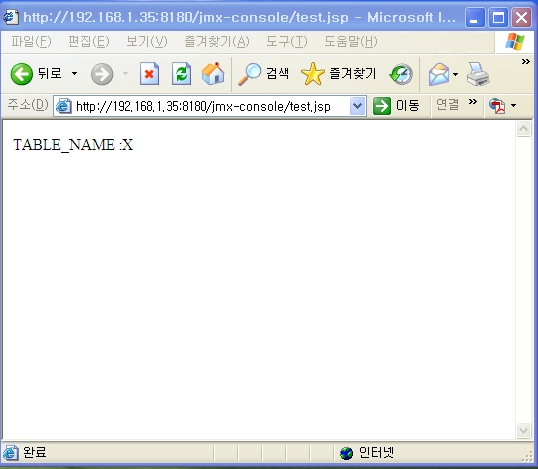 http://192.168.1.35:8180/jmx-console/test.jsp - Microsoft I...
파일(F) 편집(E) 보기(V) 즐겨찾기(A) 도구(T) 도움말(H)
뒤로 검색 즐겨찾기 »
주소(D) http://192.168.1.35:8180/jmx-console/test.jsp 이동 연결 »
TABLE_NAME :X
완료 인터넷